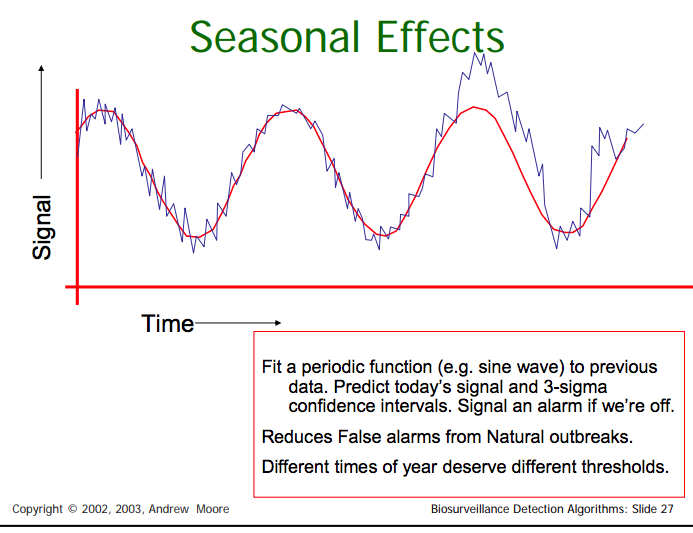 Seasonal Effects
Signal
Time
Fit a periodic function (e.g. sine wave) to previous
data. Predict today's signal and 3-sigma
confidence intervals. Signal an alarm if we're off.
Reduces False alarms from Natural outbreaks.
Different times of year deserve different thresholds.
Copyright © 2002, 2003, Andrew Moore
Biosurveillance Detection Algorithms: Slide 27